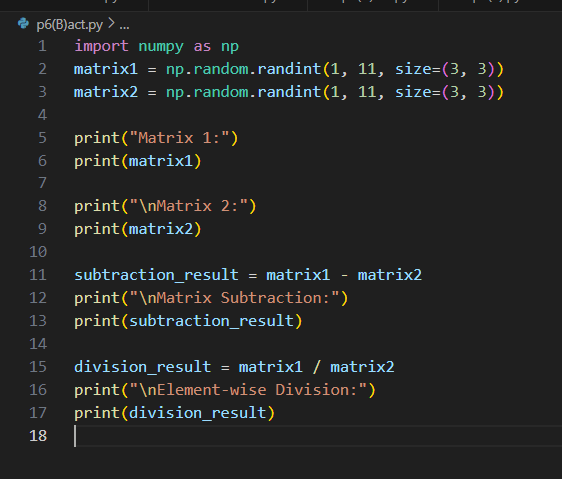 p6(B)act.py > ...
1 import numpy as np
2 matrix1 = np.random.randint(1, 11, size=(3, 3))
3 matrix2 = np.random.randint(1, 11, size=(3, 3))
4
5 print("Matrix 1:")
6 print(matrix1)
7
8 print("\nMatrix 2:")
9 print(matrix2)
10
11 subtraction_result = matrix1 - matrix2
12 print("\nMatrix Subtraction:")
13 print(subtraction_result)
14
15 division_result = matrix1 / matrix2
16 print("\nElement-wise Division:")
17 print(division_result)
18